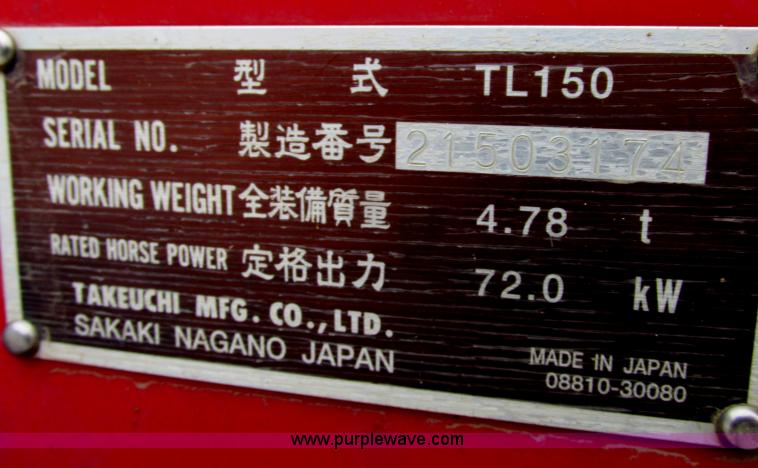 MODEL 型 式 TL150
SERIAL NO. 製造番号 21503174
WORKING WEIGHT 全装備質量 4.78 t
RATED HORSE POWER 定格出力 72.0 kW
TAKEUCHI MFG. CO.,LTD.
SAKAKI NAGANO JAPAN
MADE IN JAPAN
08810-30080
www.purplewave.com